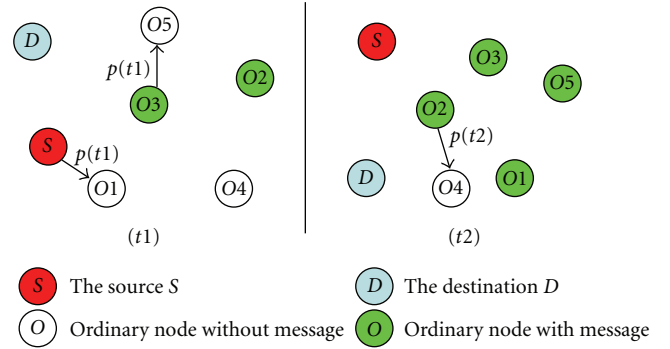 O5
D
S
p(t1)
O3
O2
O3
O5
O2
S
p(t1)
p(t2)
O1
O4
D
O4
O1
(t1)
(t2)
S The source S
D The destination D
O Ordinary node without message
O Ordinary node with message